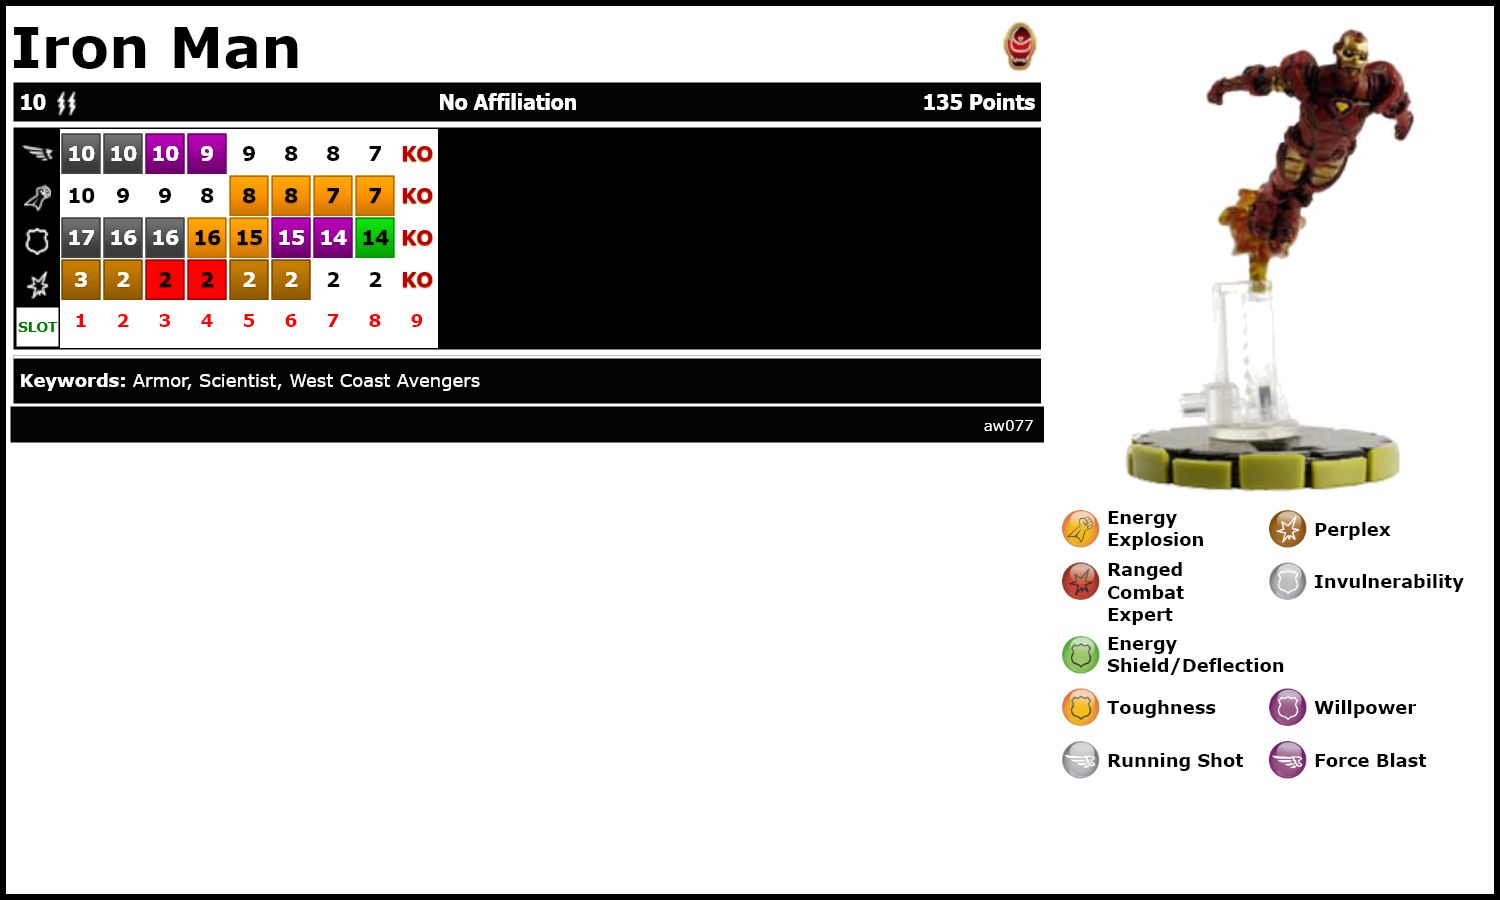 Iron Man
10 No Affiliation 135 Points
10 10 10 9 9 8 8 7 KO
10 9 9 8 8 8 7 7 KO
17 16 16 16 15 15 14 14 KO
3 2 2 2 2 2 2 2 KO
SLOT 1 2 3 4 5 6 7 8 9
Keywords: Armor, Scientist, West Coast Avengers
aw077
Energy
Explosion
Perplex
Ranged
Combat
Expert
Invulnerability
Energy
Shield/Deflection
Toughness
Willpower
Running Shot
Force Blast